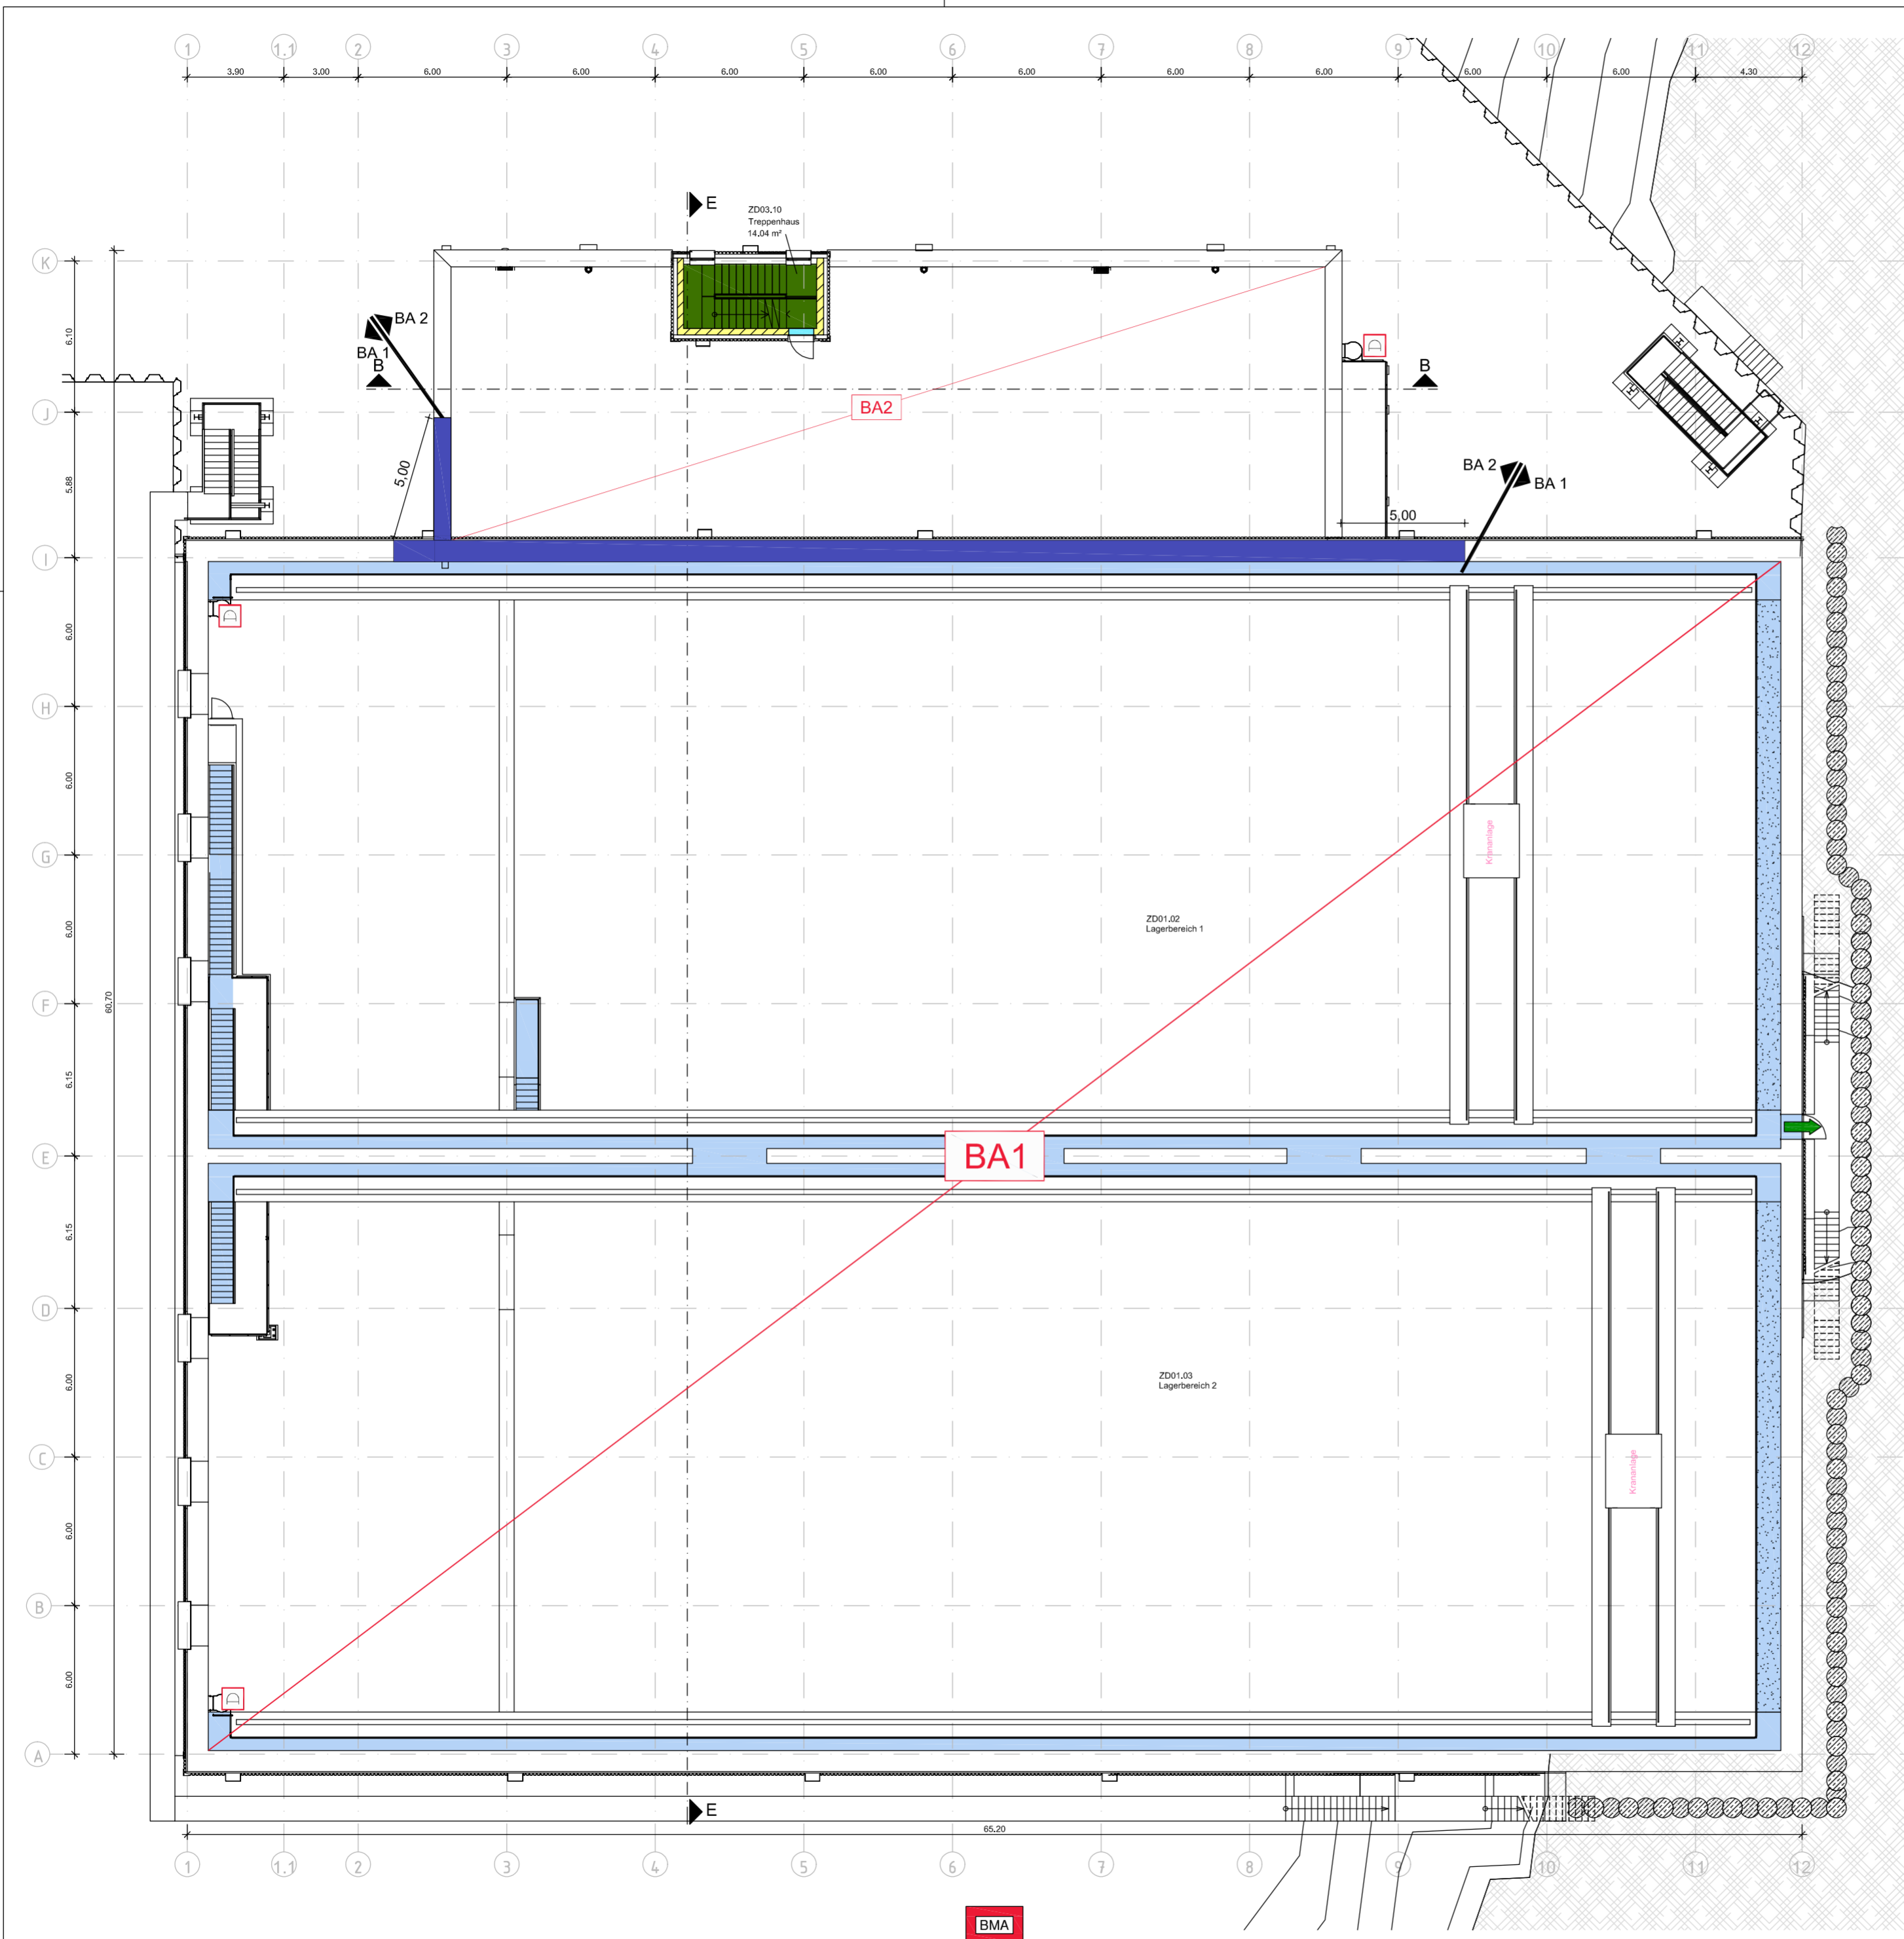 1 1.1 2 3 4 5 6 7 8 9 10 11 12
3.90 3.00 6.00 6.00 6.00 6.00 6.00 6.00 6.00 6.00 6.00 4.30
E
ZD03.10
Treppenhaus
14,04 m²
K
6.10
BA 2
BA 1
B
D
B
BA2
J
5.88
5,00
BA 2
BA 1
5,00
I
D
6.00
H
6.00
G
Krananlage
6.00
ZD01.02
Lagerbereich 1
F
60.70
6.15
E
BA1
6.15
D
ZD01.03
Lagerbereich 2
6.00
C
Krananlage
6.00
B
6.00
D
A
E
65.20
1 1.1 2 3 4 5 6 7 8 9 10 11 12
BMA